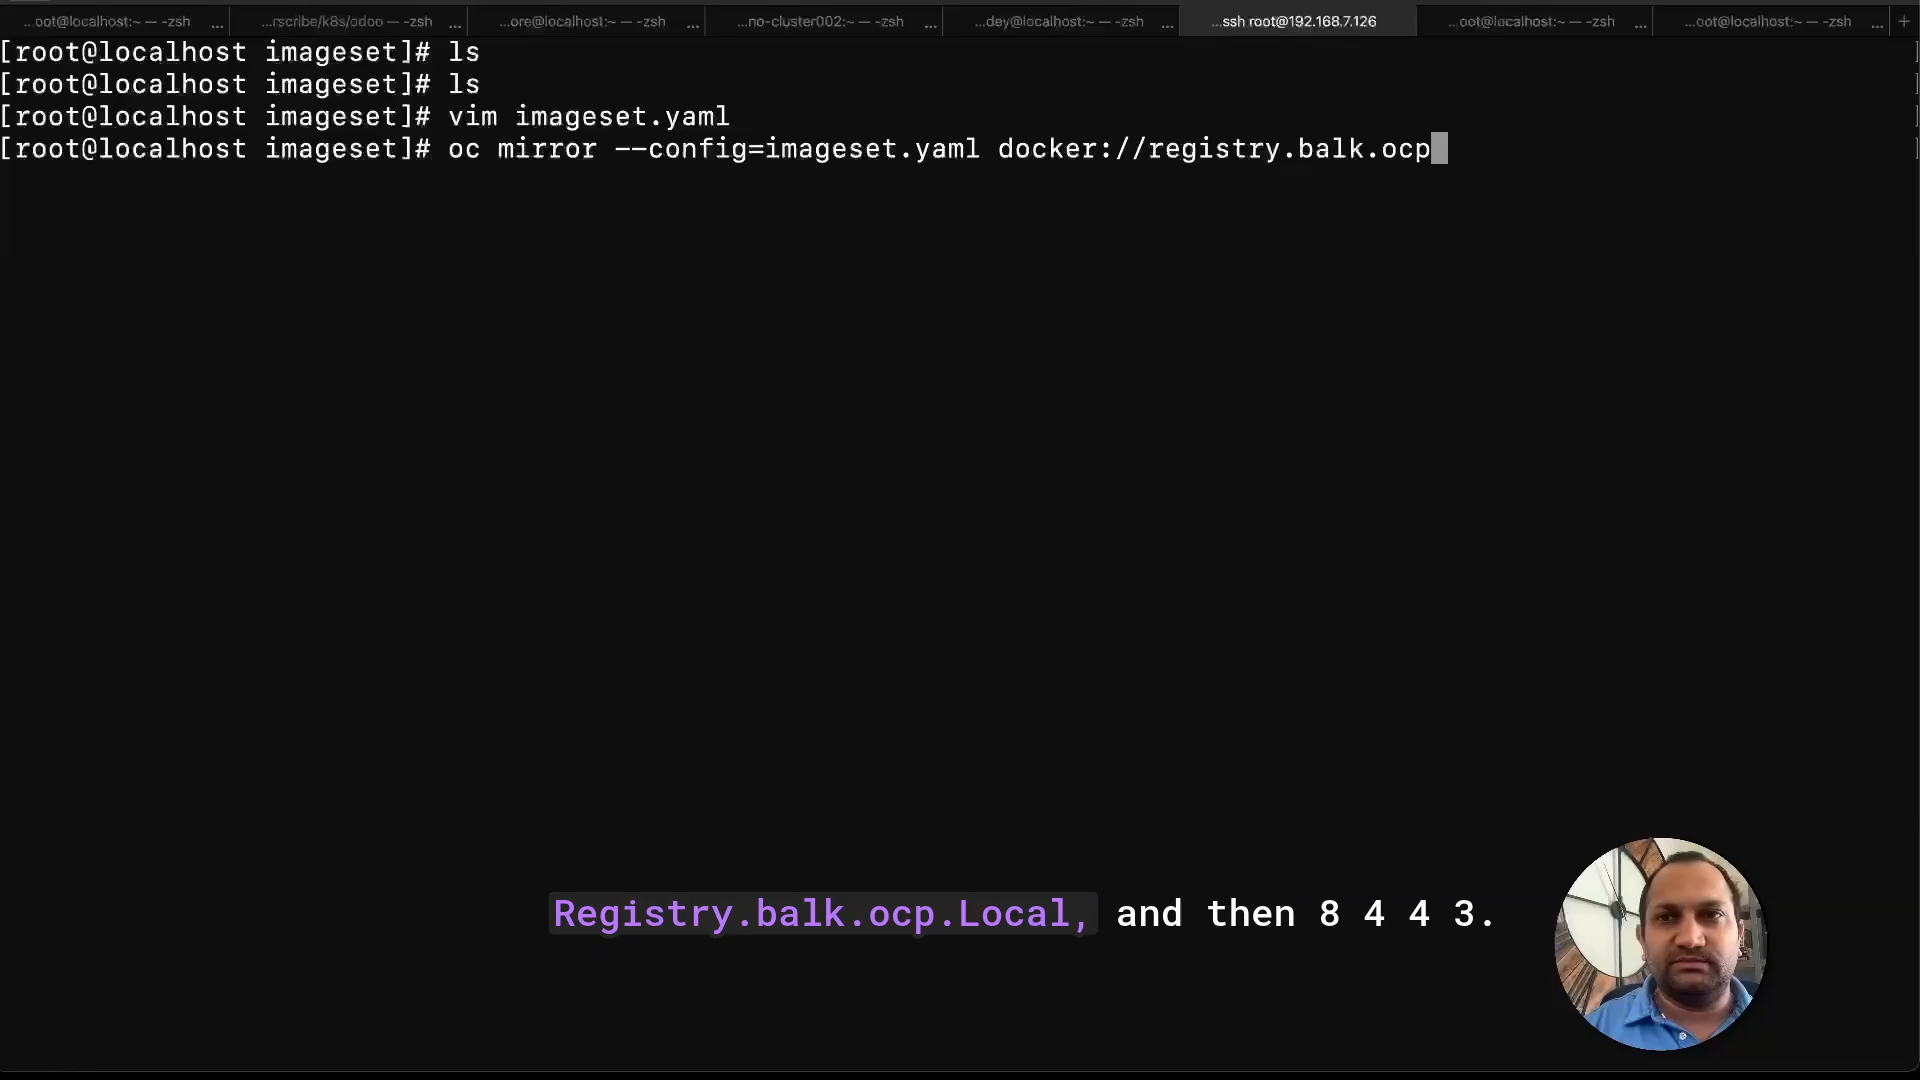 ...oot@localhost:~ — -zsh ... ...rscribe/k8s/odoo — -zsh ... ...ore@localhost:~ — -zsh ... ...no-cluster002:~ — -zsh ... ...dey@localhost:~ — -zsh ... ...ssh root@192.168.7.126 ...oot@localhost:~ — -zsh ... ...oot@localhost:~ — -zsh ... +
[root@localhost imageset]# ls ]
[root@localhost imageset]# ls ]
[root@localhost imageset]# vim imageset.yaml ]
[root@localhost imageset]# oc mirror --config=imageset.yaml docker://registry.balk.ocp ]
Registry.balk.ocp.Local, and then 8 4 4 3.